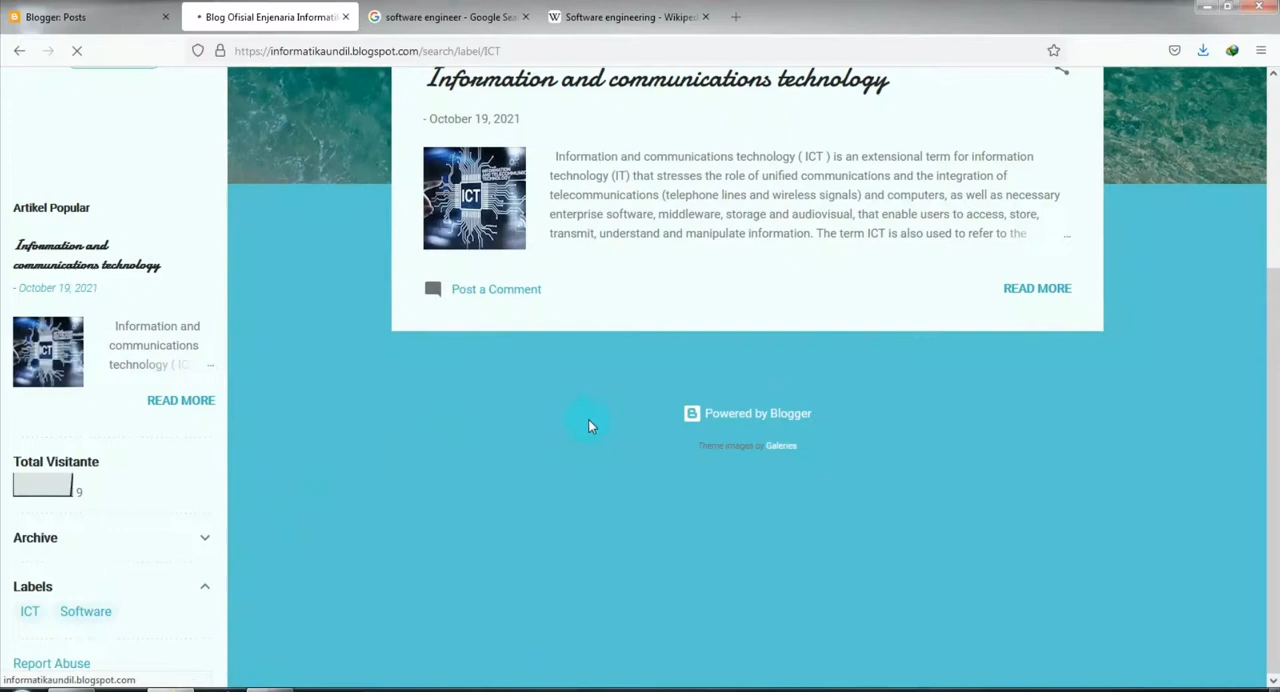 Blogger: Posts
Blog Ofisial Enjenaria Informati
software engineer - Google Sea
Software engineering - Wikiped
https://informatikaundil.blogspot.com/search/label/ICT
Information and communications technology
- October 19, 2021
ICT
Information and communications technology ( ICT ) is an extensional term for information
technology (IT) that stresses the role of unified communications and the integration of
telecommunications (telephone lines and wireless signals) and computers, as well as necessary
enterprise software, middleware, storage and audiovisual, that enable users to access, store,
transmit, understand and manipulate information. The term ICT is also used to refer to the ...
Post a Comment
READ MORE
Powered by Blogger
Theme images by Galeries
Artikel Popular
Information and
communications technology
- October 19, 2021
ICT
Information and
communications
technology ( IC ...
READ MORE
Total Visitante
9
Archive
Labels
ICT Software
Report Abuse
informatikaundil.blogspot.com